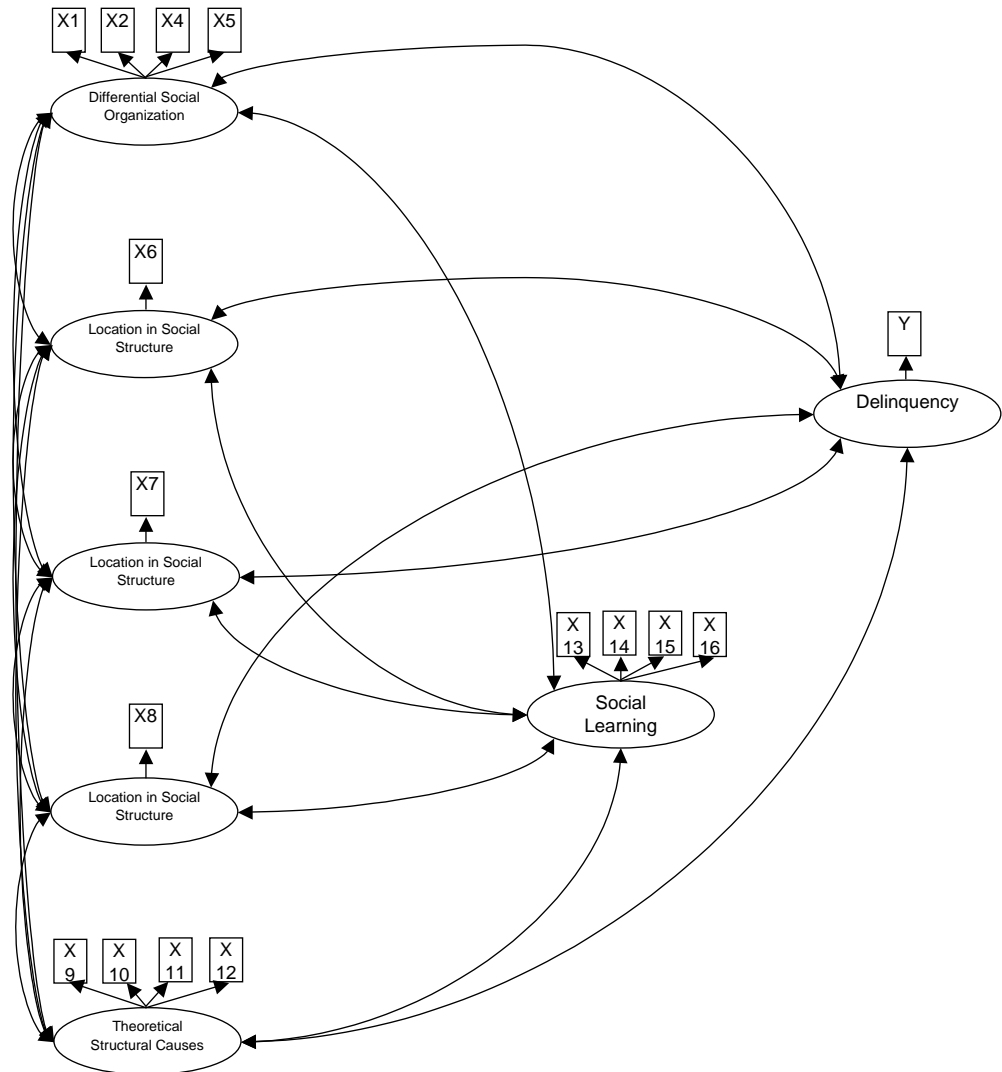 X1
X2
X4
X5
Differential Social
Organization
X6
Location in Social
Structure
Y
Delinquency
X7
Location in Social
Structure
X
13
X
14
X
15
X
16
Social
Learning
X8
Location in Social
Structure
X
9
X
10
X
11
X
12
Theoretical
Structural Causes